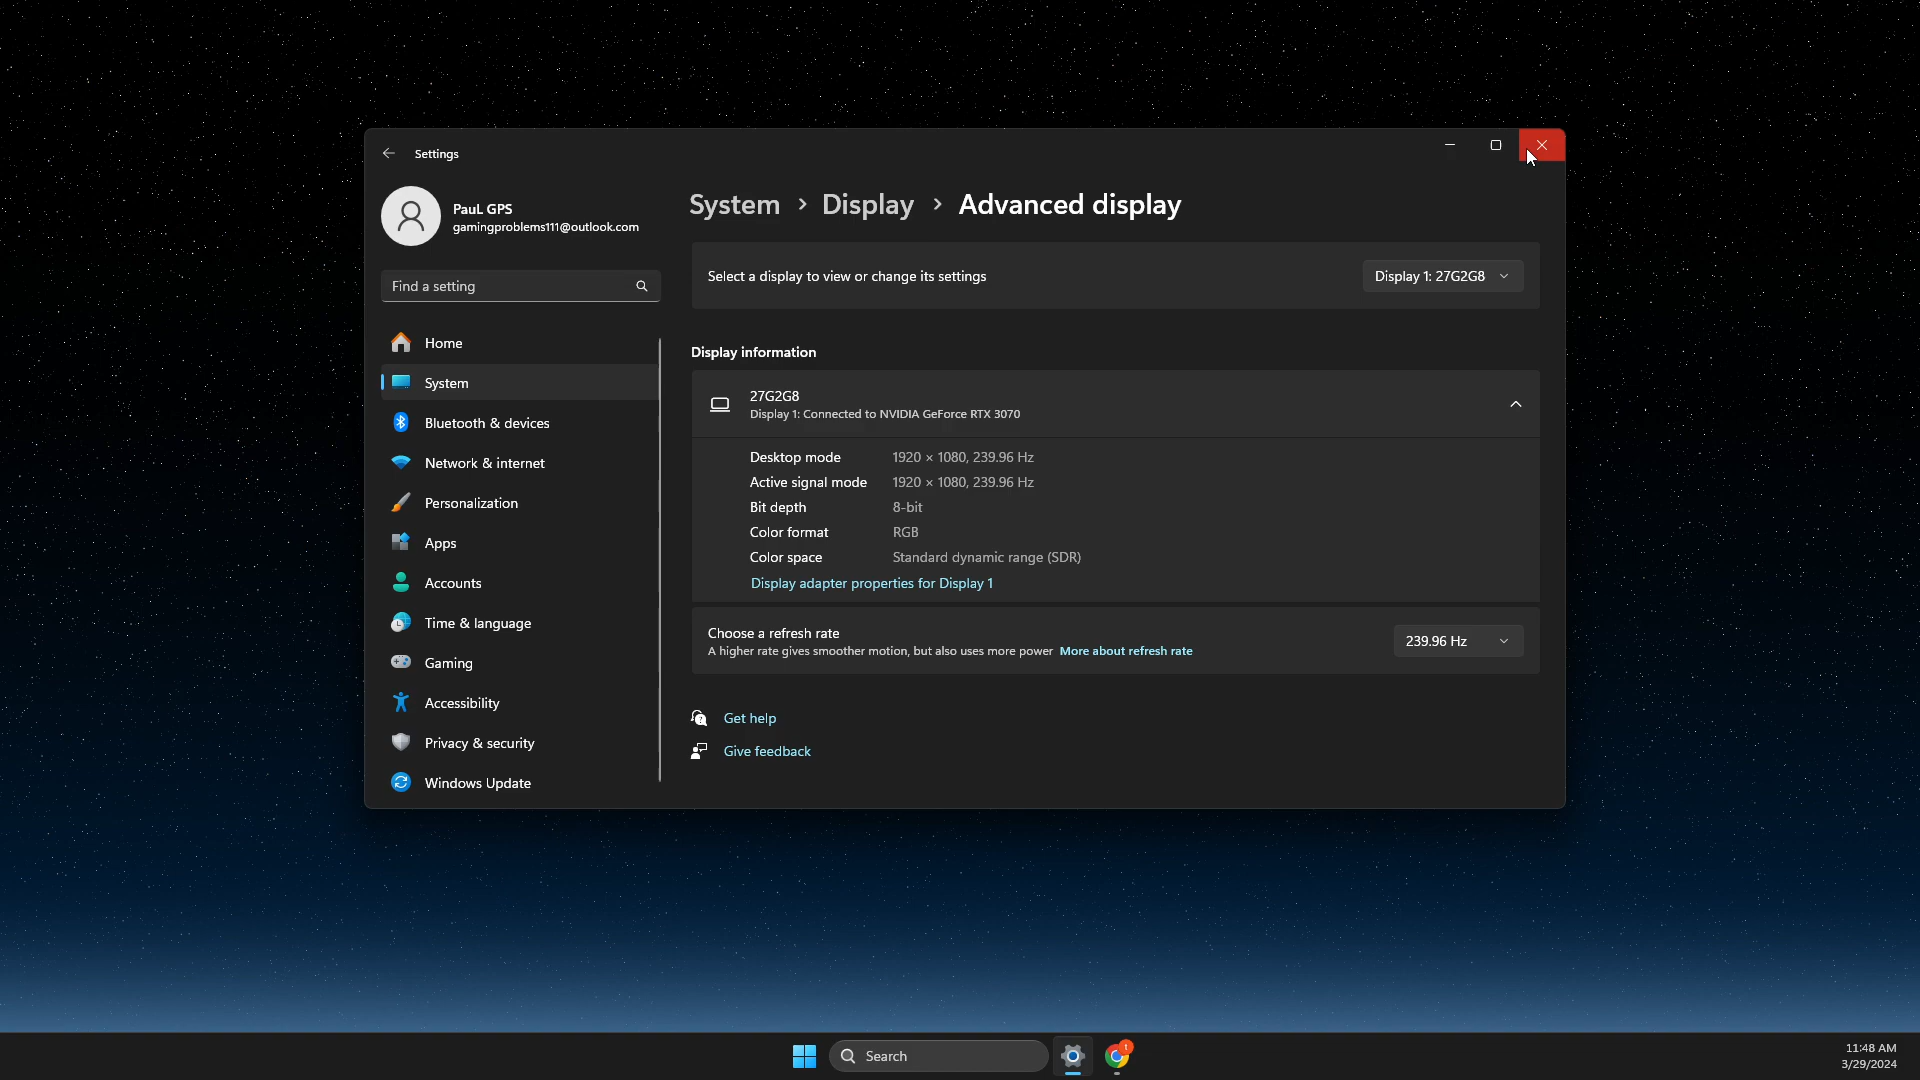 Settings
PauL GPS
gamingproblems111@outlook.com
Find a setting
Home
System
Bluetooth & devices
Network & internet
Personalization
Apps
Accounts
Time & language
Gaming
Accessibility
Privacy & security
Windows Update
System > Display > Advanced display
Select a display to view or change its settings
Display 1: 27G2G8
Display information
27G2G8
Display 1: Connected to NVIDIA GeForce RTX 3070
Desktop mode 1920 × 1080, 239.96 Hz
Active signal mode 1920 × 1080, 239.96 Hz
Bit depth 8-bit
Color format RGB
Color space Standard dynamic range (SDR)
Display adapter properties for Display 1
Choose a refresh rate
A higher rate gives smoother motion, but also uses more power More about refresh rate
239.96 Hz
Get help
Give feedback
Search
11:48 AM
3/29/2024